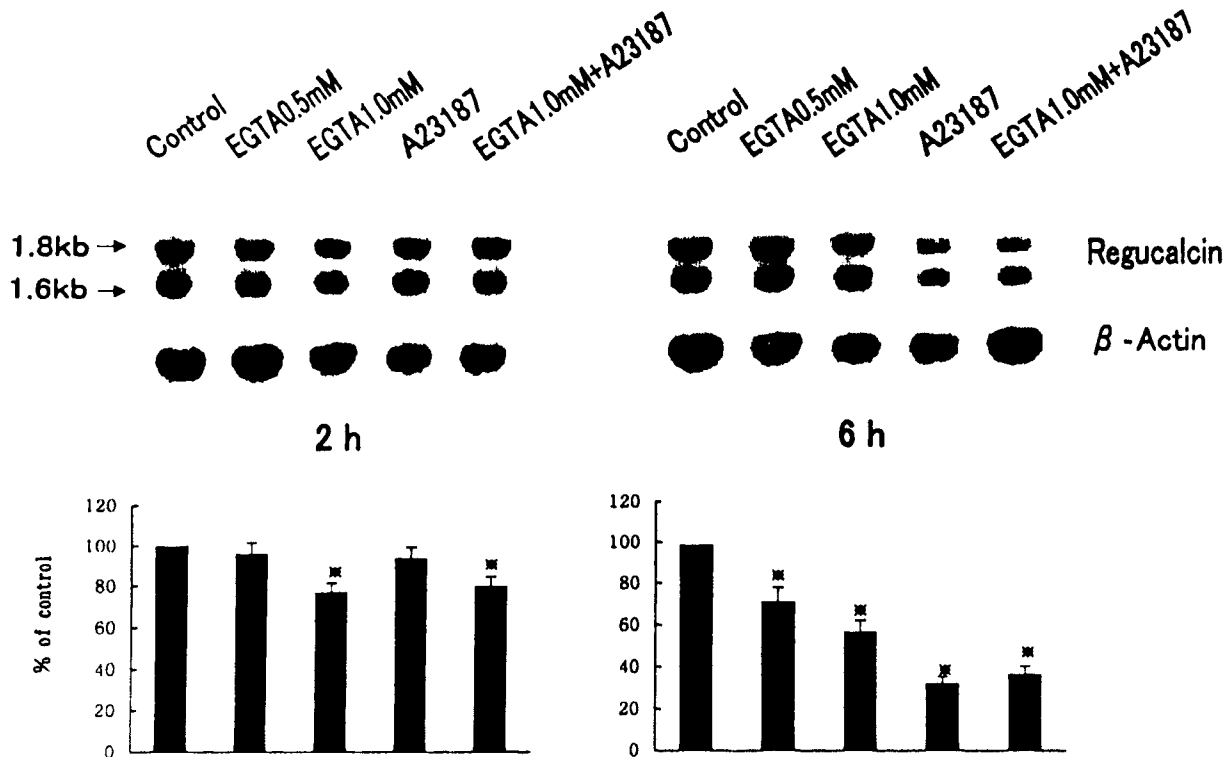 Control EGTA0.5mM EGTA1.0mM A23187 EGTA1.0mM+A23187
Control EGTA0.5mM EGTA1.0mM A23187 EGTA1.0mM+A23187
1.8kb →
1.6kb →
Regucalcin
β-Actin
2 h
6 h
% of control
120
100
80
60
40
20
0
* *
120
100
80
60
40
20
0
* * * *